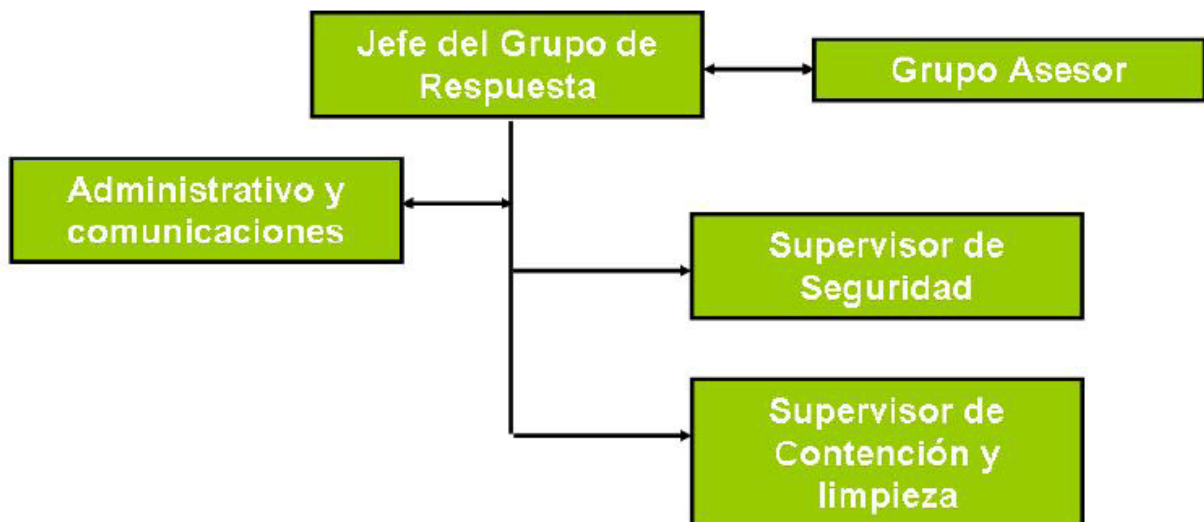 Jefe del Grupo de
Respuesta
Grupo Asesor
Administrativo y
comunicaciones
Supervisor de
Seguridad
Supervisor de
Contención y
limpieza